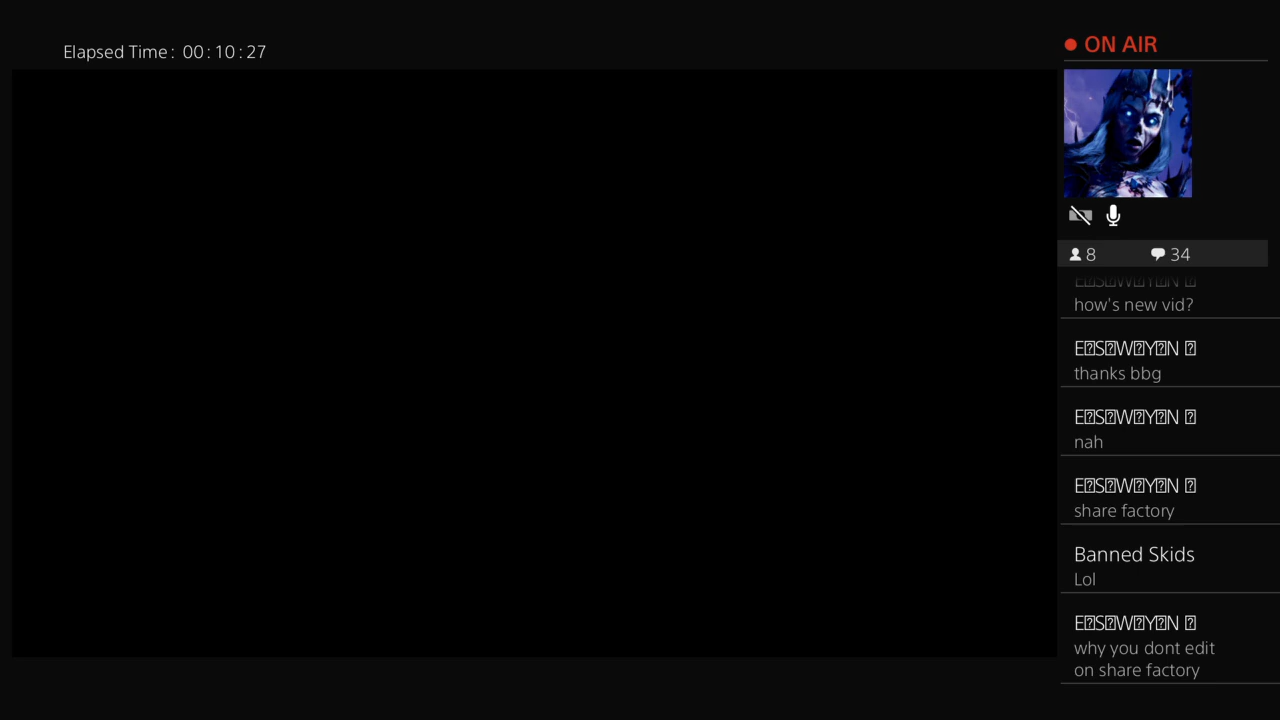 Elapsed Time: 00:10:27
ON AIR
8 34
how's new vid?
E⍰S⍰W⍰Y⍰N ⍰
thanks bbg
E⍰S⍰W⍰Y⍰N ⍰
nah
E⍰S⍰W⍰Y⍰N ⍰
share factory
Banned Skids
Lol
E⍰S⍰W⍰Y⍰N ⍰
why you dont edit
on share factory